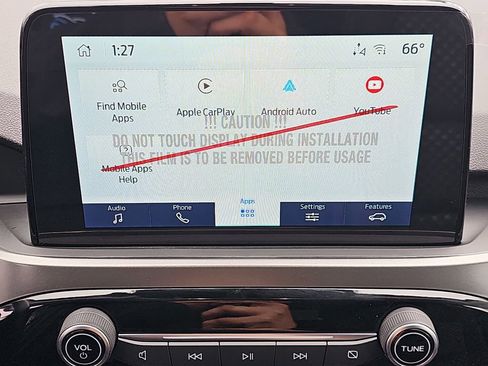 1:27
66°
Find Mobile
Apps
Apple CarPlay
Android Auto
YouTube
!!! CAUTION !!!
DO NOT TOUCH DISPLAY DURING INSTALLATION
THIS FILM IS TO BE REMOVED BEFORE USAGE
Mobile Apps
Help
Audio
Phone
Apps
Settings
Features
VOL
TUNE